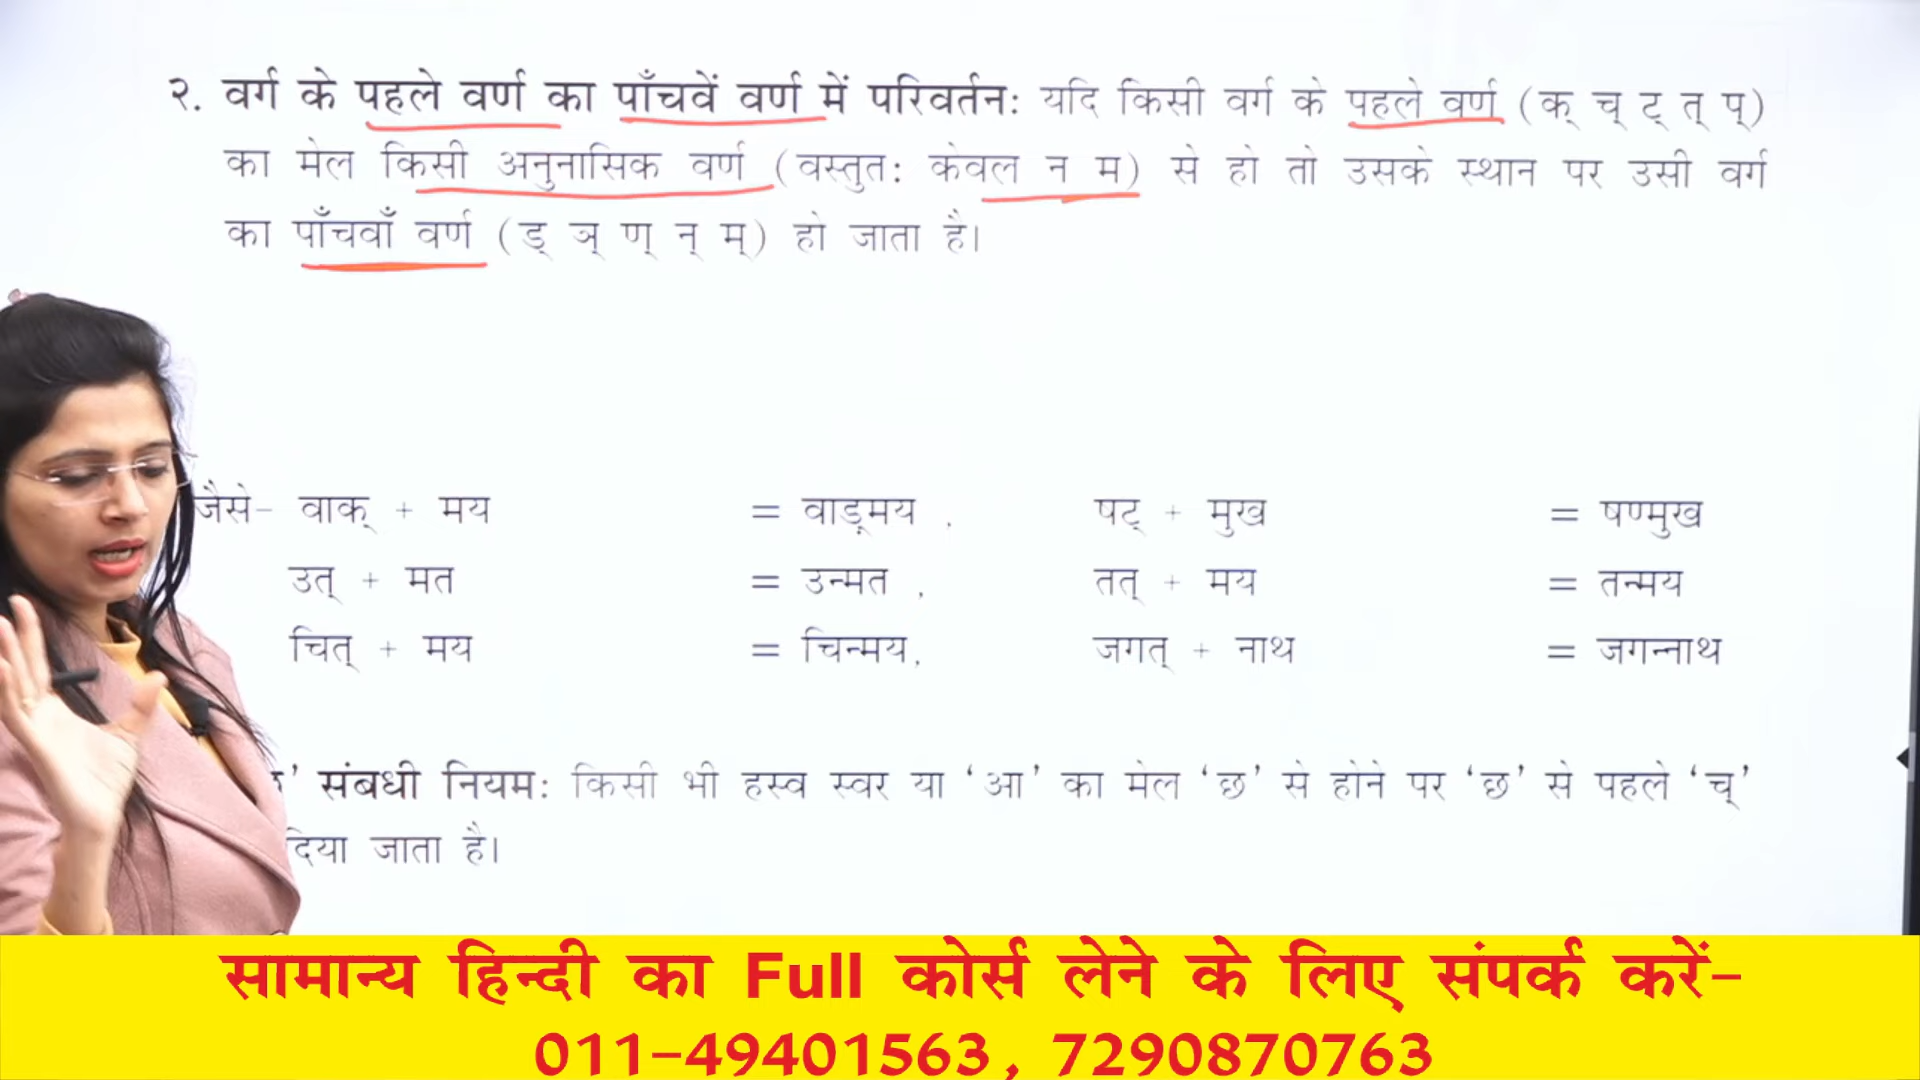 २. वर्ग के पहले वर्ण का पाँचवें वर्ण में परिवर्तन: यदि किसी वर्ग के पहले वर्ण (क् च् ट् त् प्)
का मेल किसी अनुनासिक वर्ण (वस्तुत: केवल न म) से हो तो उसके स्थान पर उसी वर्ग
का पाँचवाँ वर्ण (ड् ञ् ण् न् म्) हो जाता है।
जैसे- वाक् + मय = वाड्मय , षट् + मुख = षण्मुख
उत् + मत = उन्मत , तत् + मय = तन्मय
चित् + मय = चिन्मय, जगत् + नाथ = जगन्नाथ
’ संबधी नियम: किसी भी हस्व स्वर या ‘आ’ का मेल ‘छ’ से होने पर ‘छ’ से पहले ‘च्’
दिया जाता है।
सामान्य हिन्दी का Full कोर्स लेने के लिए संपर्क करें-
011-49401563, 7290870763